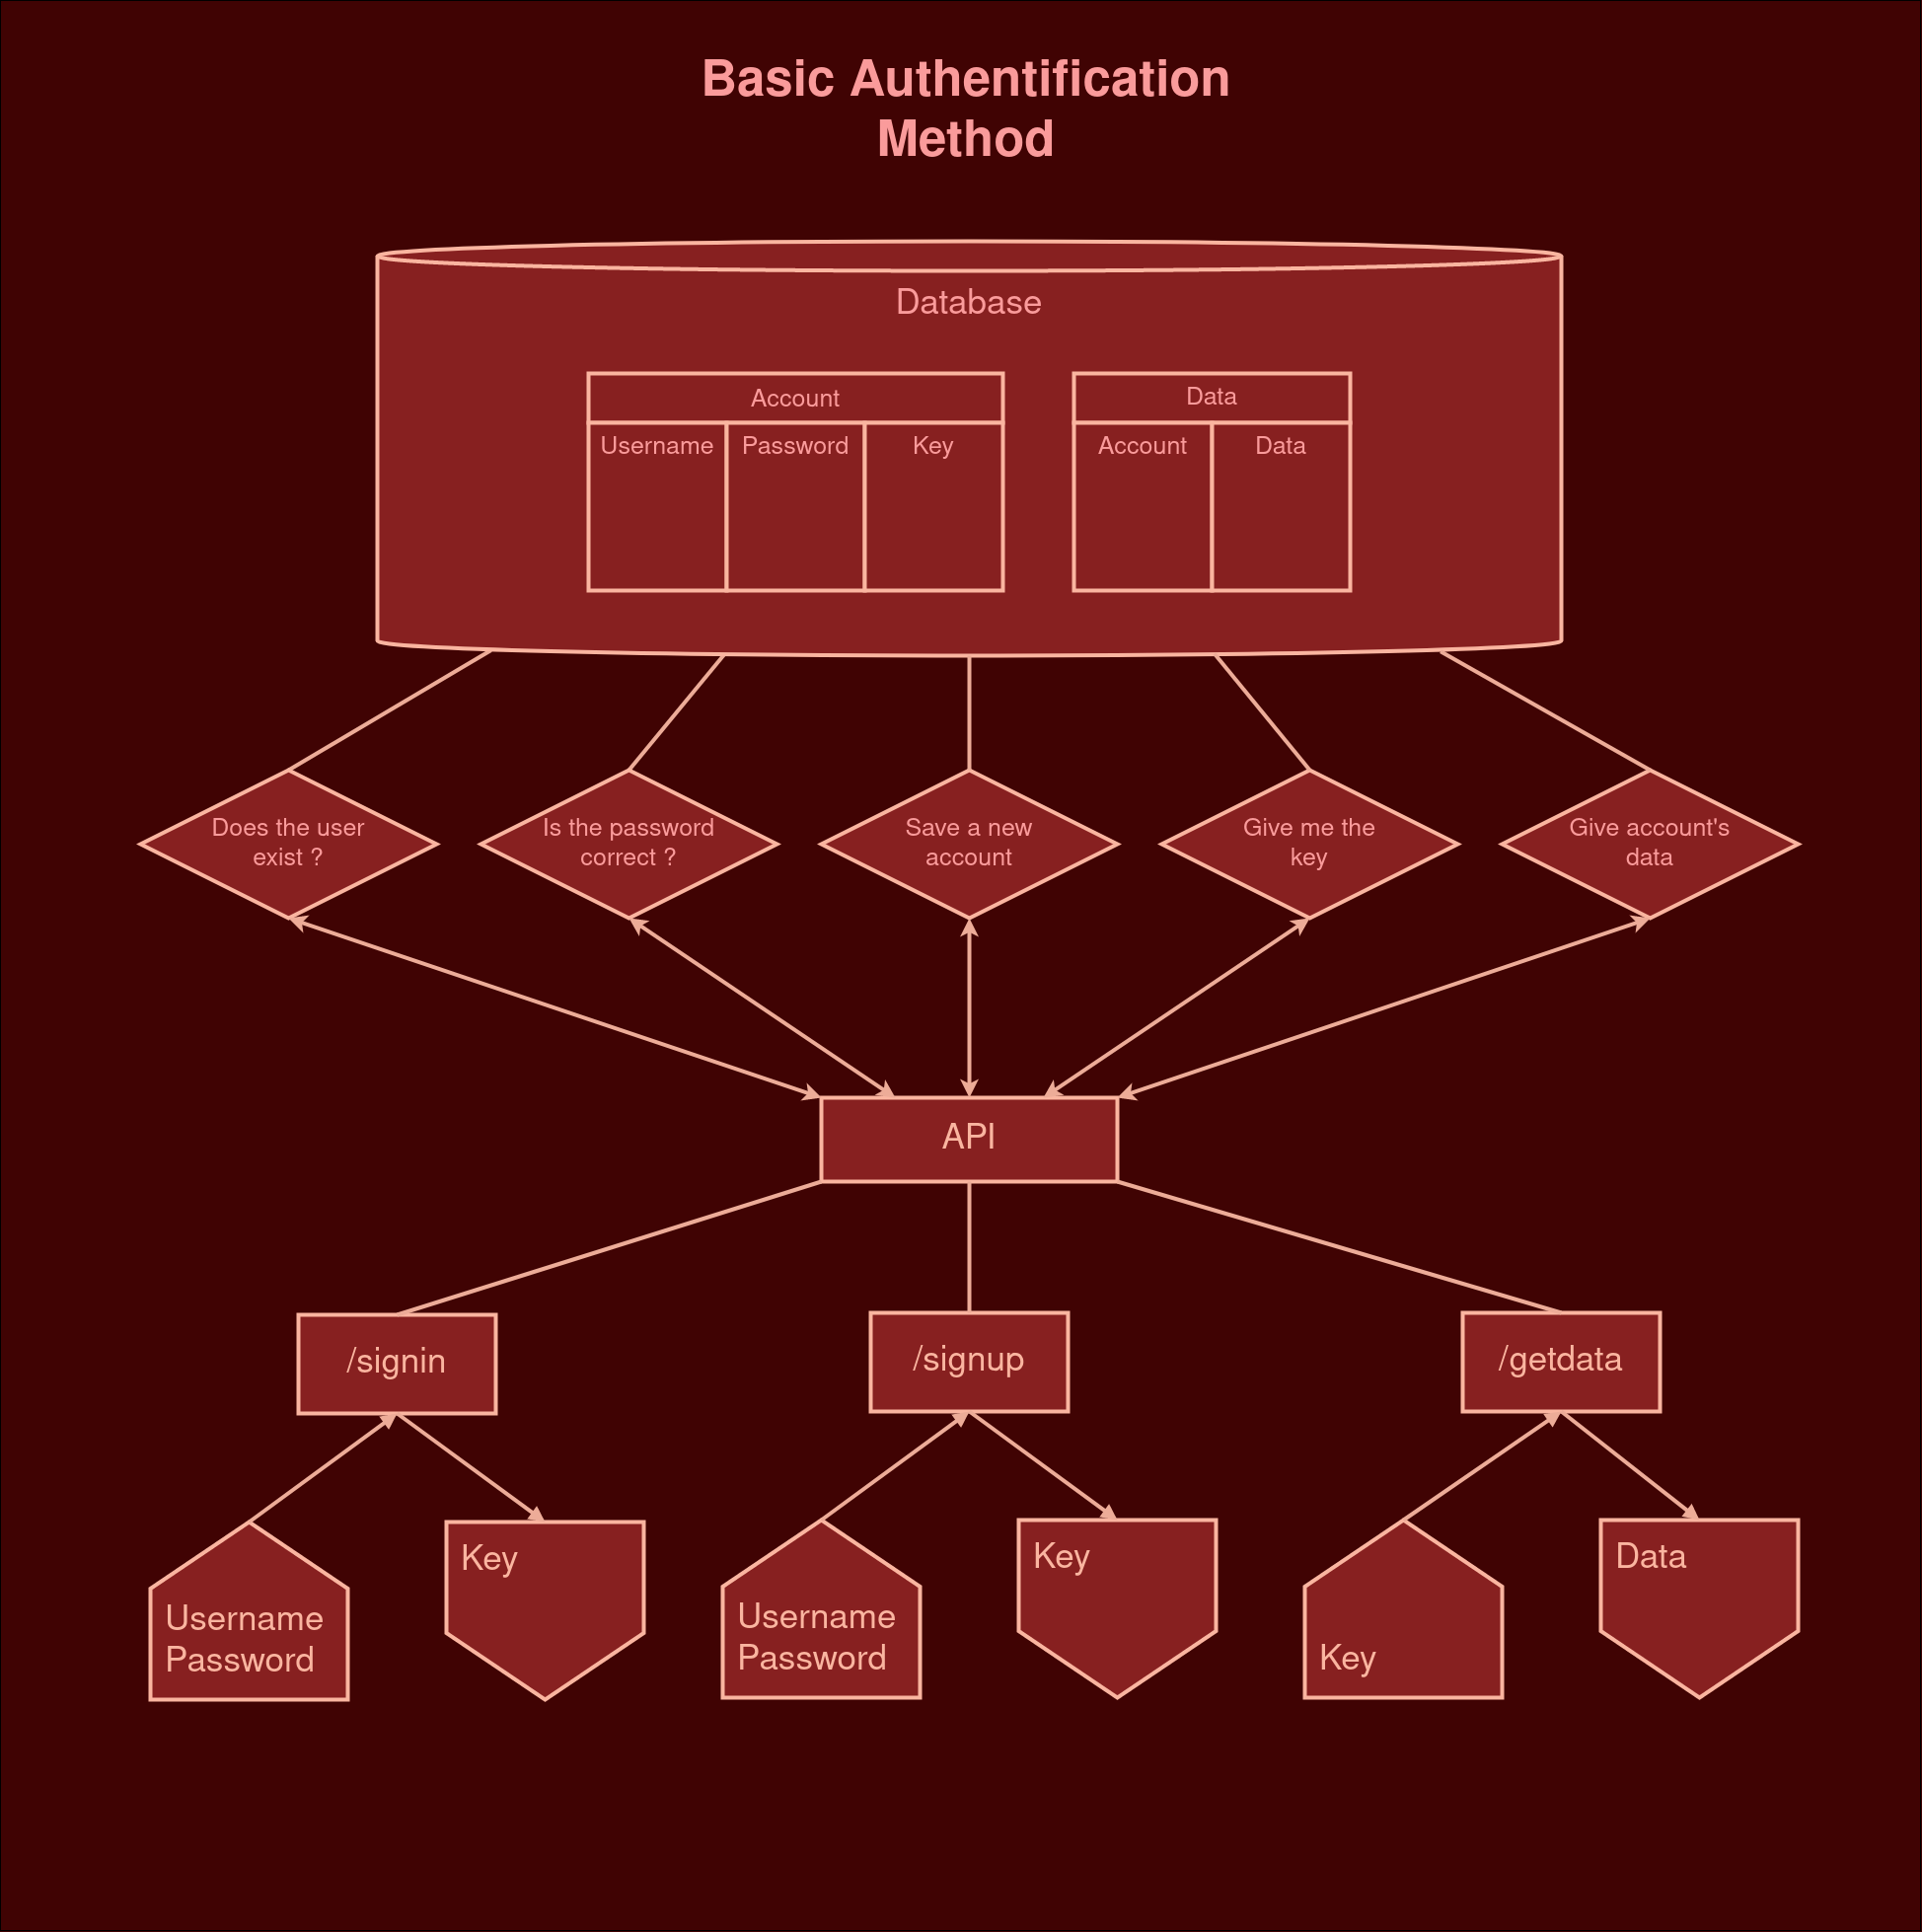 Basic Authentification
Method
Database
Account
Username Password Key
Data
Account Data
Does the user
exist ?
Is the password
correct ?
Save a new
account
Give me the
key
Give account's
data
API
/signin
/signup
/getdata
Username
Password
Key
Username
Password
Key
Key
Data